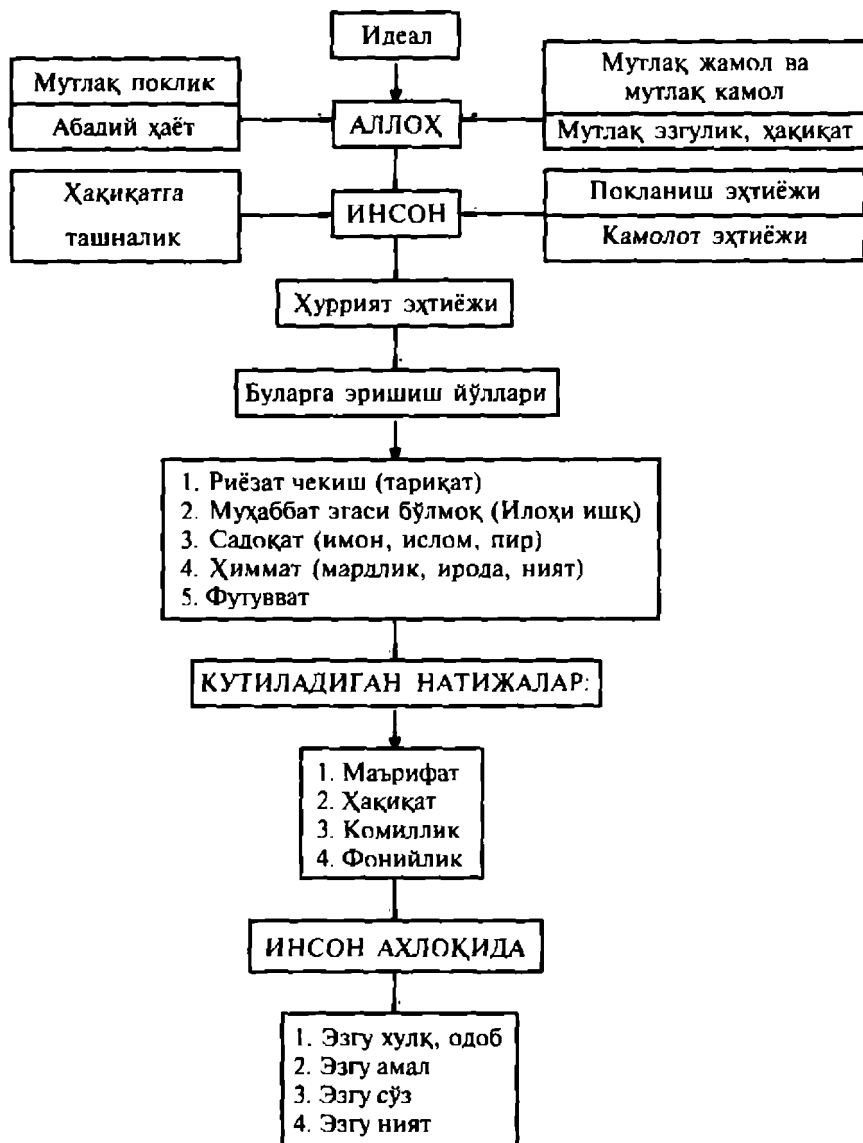 Идеал
Мутлақ поклик
Абадий ҳаёт
АЛЛОҲ
Мутлақ жамол ва
мутлақ камол
Мутлақ эзгулик, ҳақиқат
Ҳақиқатга
ташналик
ИНСОН
Покланиш эҳтиёжи
Камолот эҳтиёжи
Ҳуррият эҳтиёжи
Буларга эришиш йўллари
1. Риёзат чекиш (тариқат)
2. Муҳаббат эгаси бўлмоқ (Илоҳи ишқ)
3. Садоқат (имон, ислом, пир)
4. Ҳиммат (мардлик, ирода, ният)
5. Футувват
КУТИЛАДИГАН НАТИЖАЛАР:
1. Маърифат
2. Ҳақиқат
3. Комиллик
4. Фонийлик
ИНСОН АХЛОҚИДА
1. Эзгу хулқ, одоб
2. Эзгу амал
3. Эзгу сўз
4. Эзгу ният